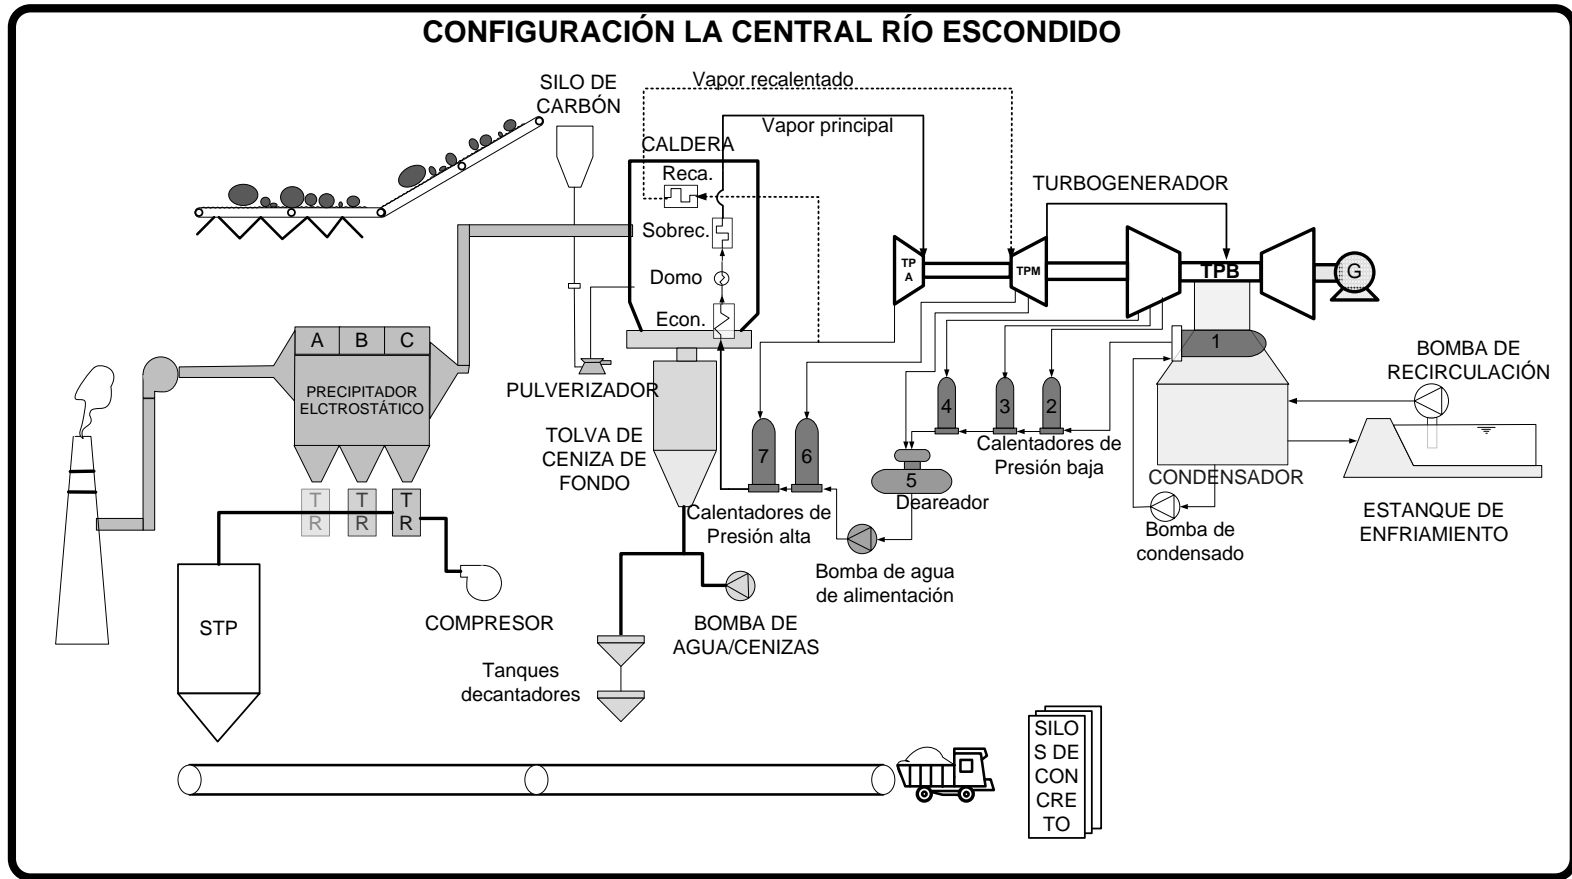 CONFIGURACIÓN LA CENTRAL RÍO ESCONDIDO
Vapor recalentado
SILO DE
CARBÓN
Vapor principal
CALDERA
Reca.
TURBOGENERADOR
Sobrec.
Domo
Econ.
TP
A
TPM
TPB
G
A B C
PRECIPITADOR
ELCTROSTÁTICO
PULVERIZADOR
1
BOMBA DE
RECIRCULACIÓN
TOLVA DE
CENIZA DE
FONDO
4 3 2
Calentadores de
Presión baja
7 6
5
Deareador
CONDENSADOR
Calentadores de
Presión alta
T
R
T
R
T
R
Bomba de
condensado
ESTANQUE DE
ENFRIAMIENTO
Bomba de agua
de alimentación
STP
COMPRESOR
BOMBA DE
AGUA/CENIZAS
Tanques
decantadores
SILO
S DE
CON
CRE
TO